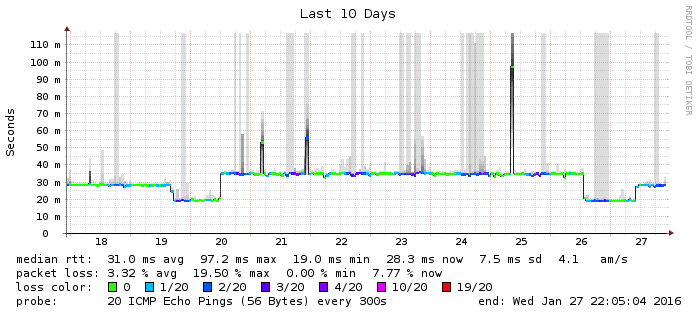 Last 10 Days
RRDTOOL / TOBI OETIKER
Seconds
110 m
100 m
90 m
80 m
70 m
60 m
50 m
40 m
30 m
20 m
10 m
0
18 19 20 21 22 23 24 25 26 27
median rtt: 31.0 ms avg 97.2 ms max 19.0 ms min 28.3 ms now 7.5 ms sd 4.1 am/s
packet loss: 3.32 % avg 19.50 % max 0.00 % min 7.77 % now
loss color: 0 1/20 2/20 3/20 4/20 10/20 19/20
probe: 20 ICMP Echo Pings (56 Bytes) every 300s end: Wed Jan 27 22:05:04 2016